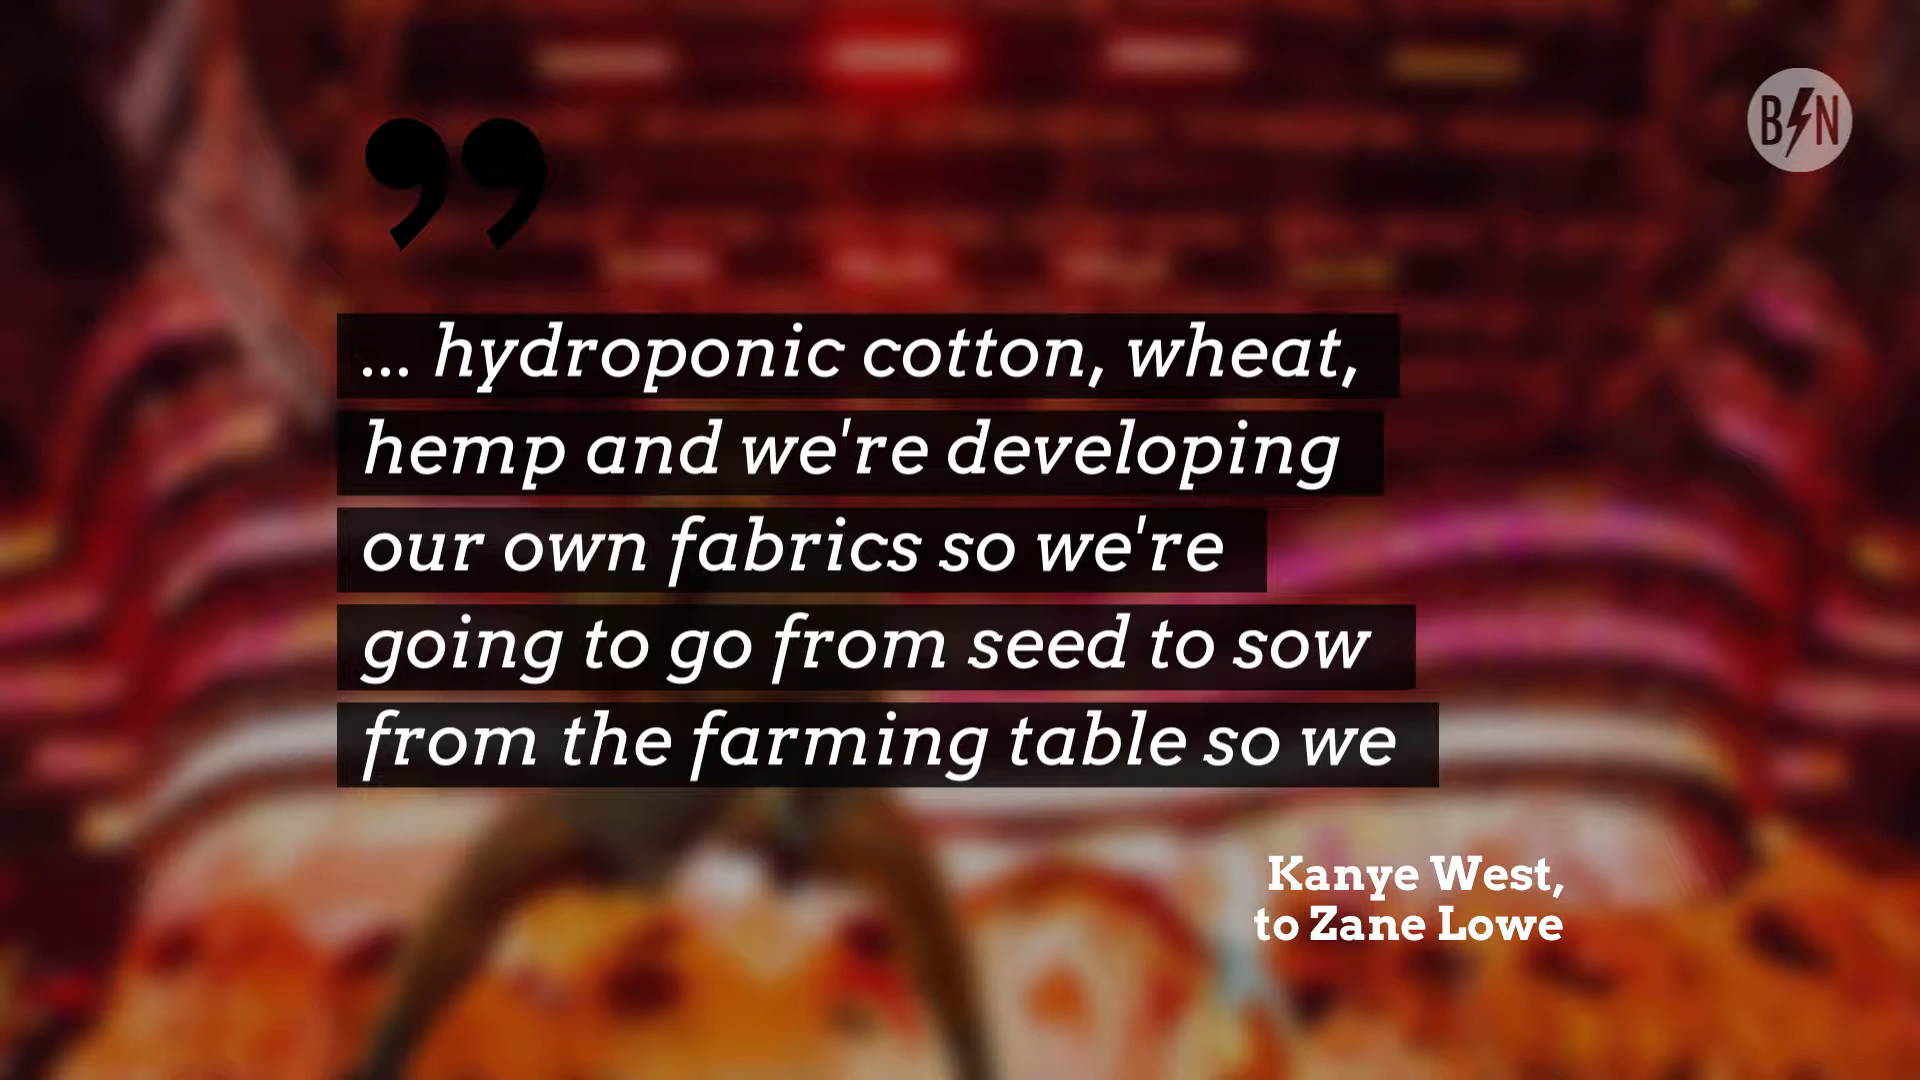 B N
"
... hydroponic cotton, wheat,
hemp and we're developing
our own fabrics so we're
going to go from seed to sow
from the farming table so we
Kanye West,
to Zane Lowe